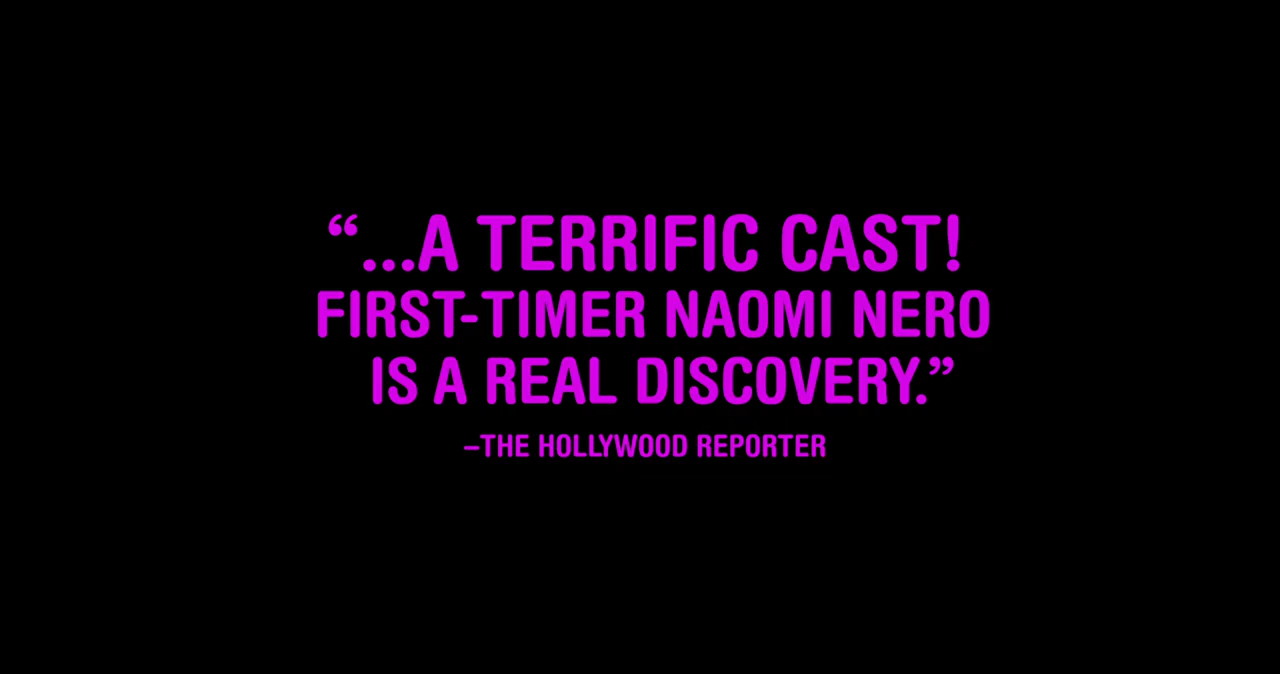 “...A TERRIFIC CAST!
FIRST-TIMER NAOMI NERO
IS A REAL DISCOVERY.”
–THE HOLLYWOOD REPORTER